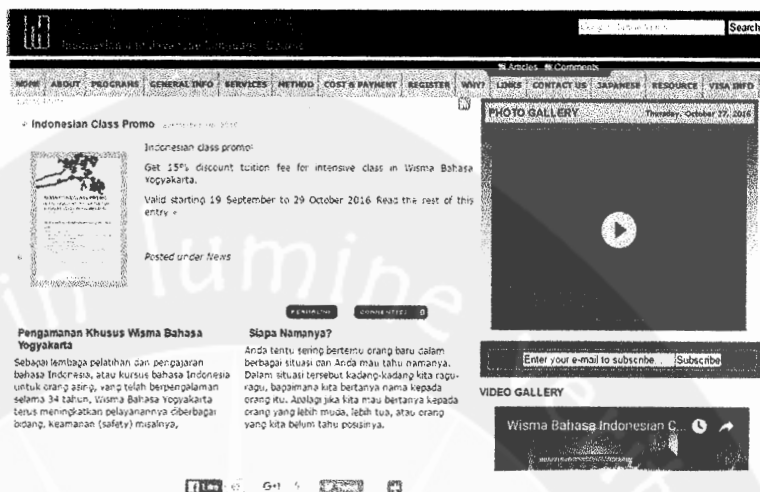 Search
Articles Comments
HOME ABOUT PROGRAMS GENERAL INFO SERVICES METHOD COST & PAYMENT REGISTER WHY? LINKS CONTACT US JAPANESE RESOURCE VISA INFO
« Indonesian Class Promo
Indonesian class promo!
Get 15% discount tuition fee for intensive class in Wisma Bahasa
Yogyakarta.
Valid starting 19 September to 29 October 2016 Read the rest of this
entry »
Posted under News
PERMALINK COMMENT(S) 0
Pengamanan Khusus Wisma Bahasa
Yogyakarta
Sebagai lembaga pelatihan dan pengajaran
bahasa Indonesia, atau kursus bahasa Indonesia
untuk orang asing, yang telah berpengalaman
selama 34 tahun, Wisma Bahasa Yogyakarta
terus meningkatkan pelayanannya diberbagai
bidang, keamanan (safety) misalnya,
Siapa Namanya?
Anda tentu sering bertemu orang baru dalam
berbagai situasi dan Anda mau tahu namanya.
Dalam situasi tersebut kadang-kadang kita ragu-
ragu, bagaimana kita bertanya nama kepada
orang itu. Apalagi jika kita mau bertanya kepada
orang yang lebih muda, lebih tua, atau orang
yang kita belum tahu posisinya.
PHOTO GALLERY Thursday, October 27, 2016
Enter your e-mail to subscribe... Subscribe
VIDEO GALLERY
Wisma Bahasa Indonesian C...
Like G+1
in lumine